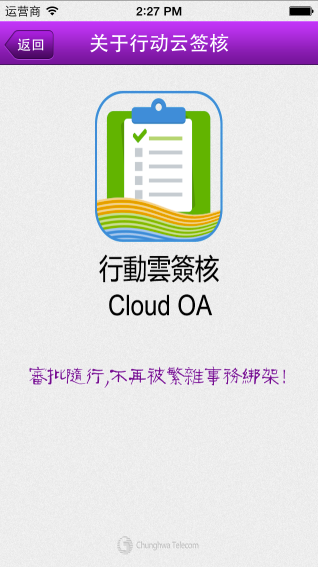 运营商 2:27 PM
返回 关于行动云签核
行動雲簽核
Cloud OA
審批隨行,不再被繁雜事務綁架!
Chunghwa Telecom